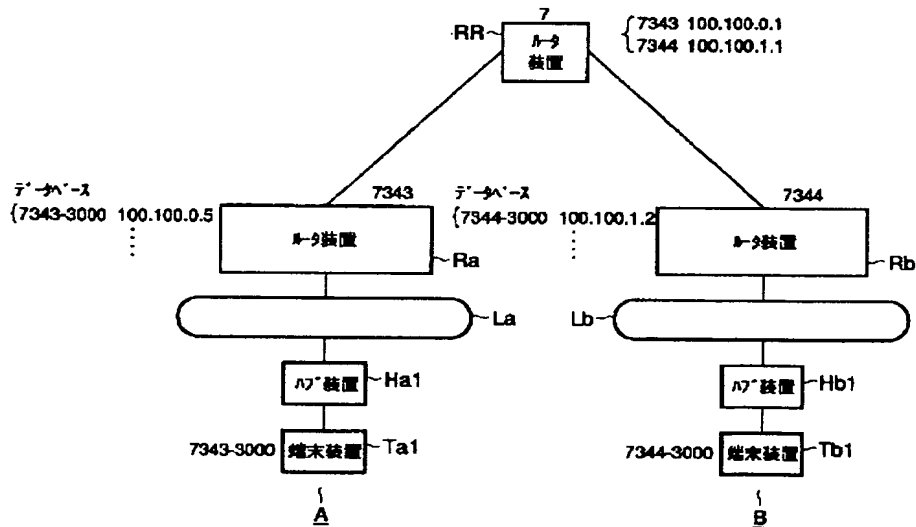 7
RR
ルータ
装置
7343 100.100.0.1
7344 100.100.1.1
データベース
7343-3000 100.100.0.5
7343
ルータ装置
Ra
データベース
7344-3000 100.100.1.2
7344
ルータ装置
Rb
La
Lb
ハブ装置
Ha1
ハブ装置
Hb1
7343-3000
端末装置
Ta1
7344-3000
端末装置
Tb1
A
B